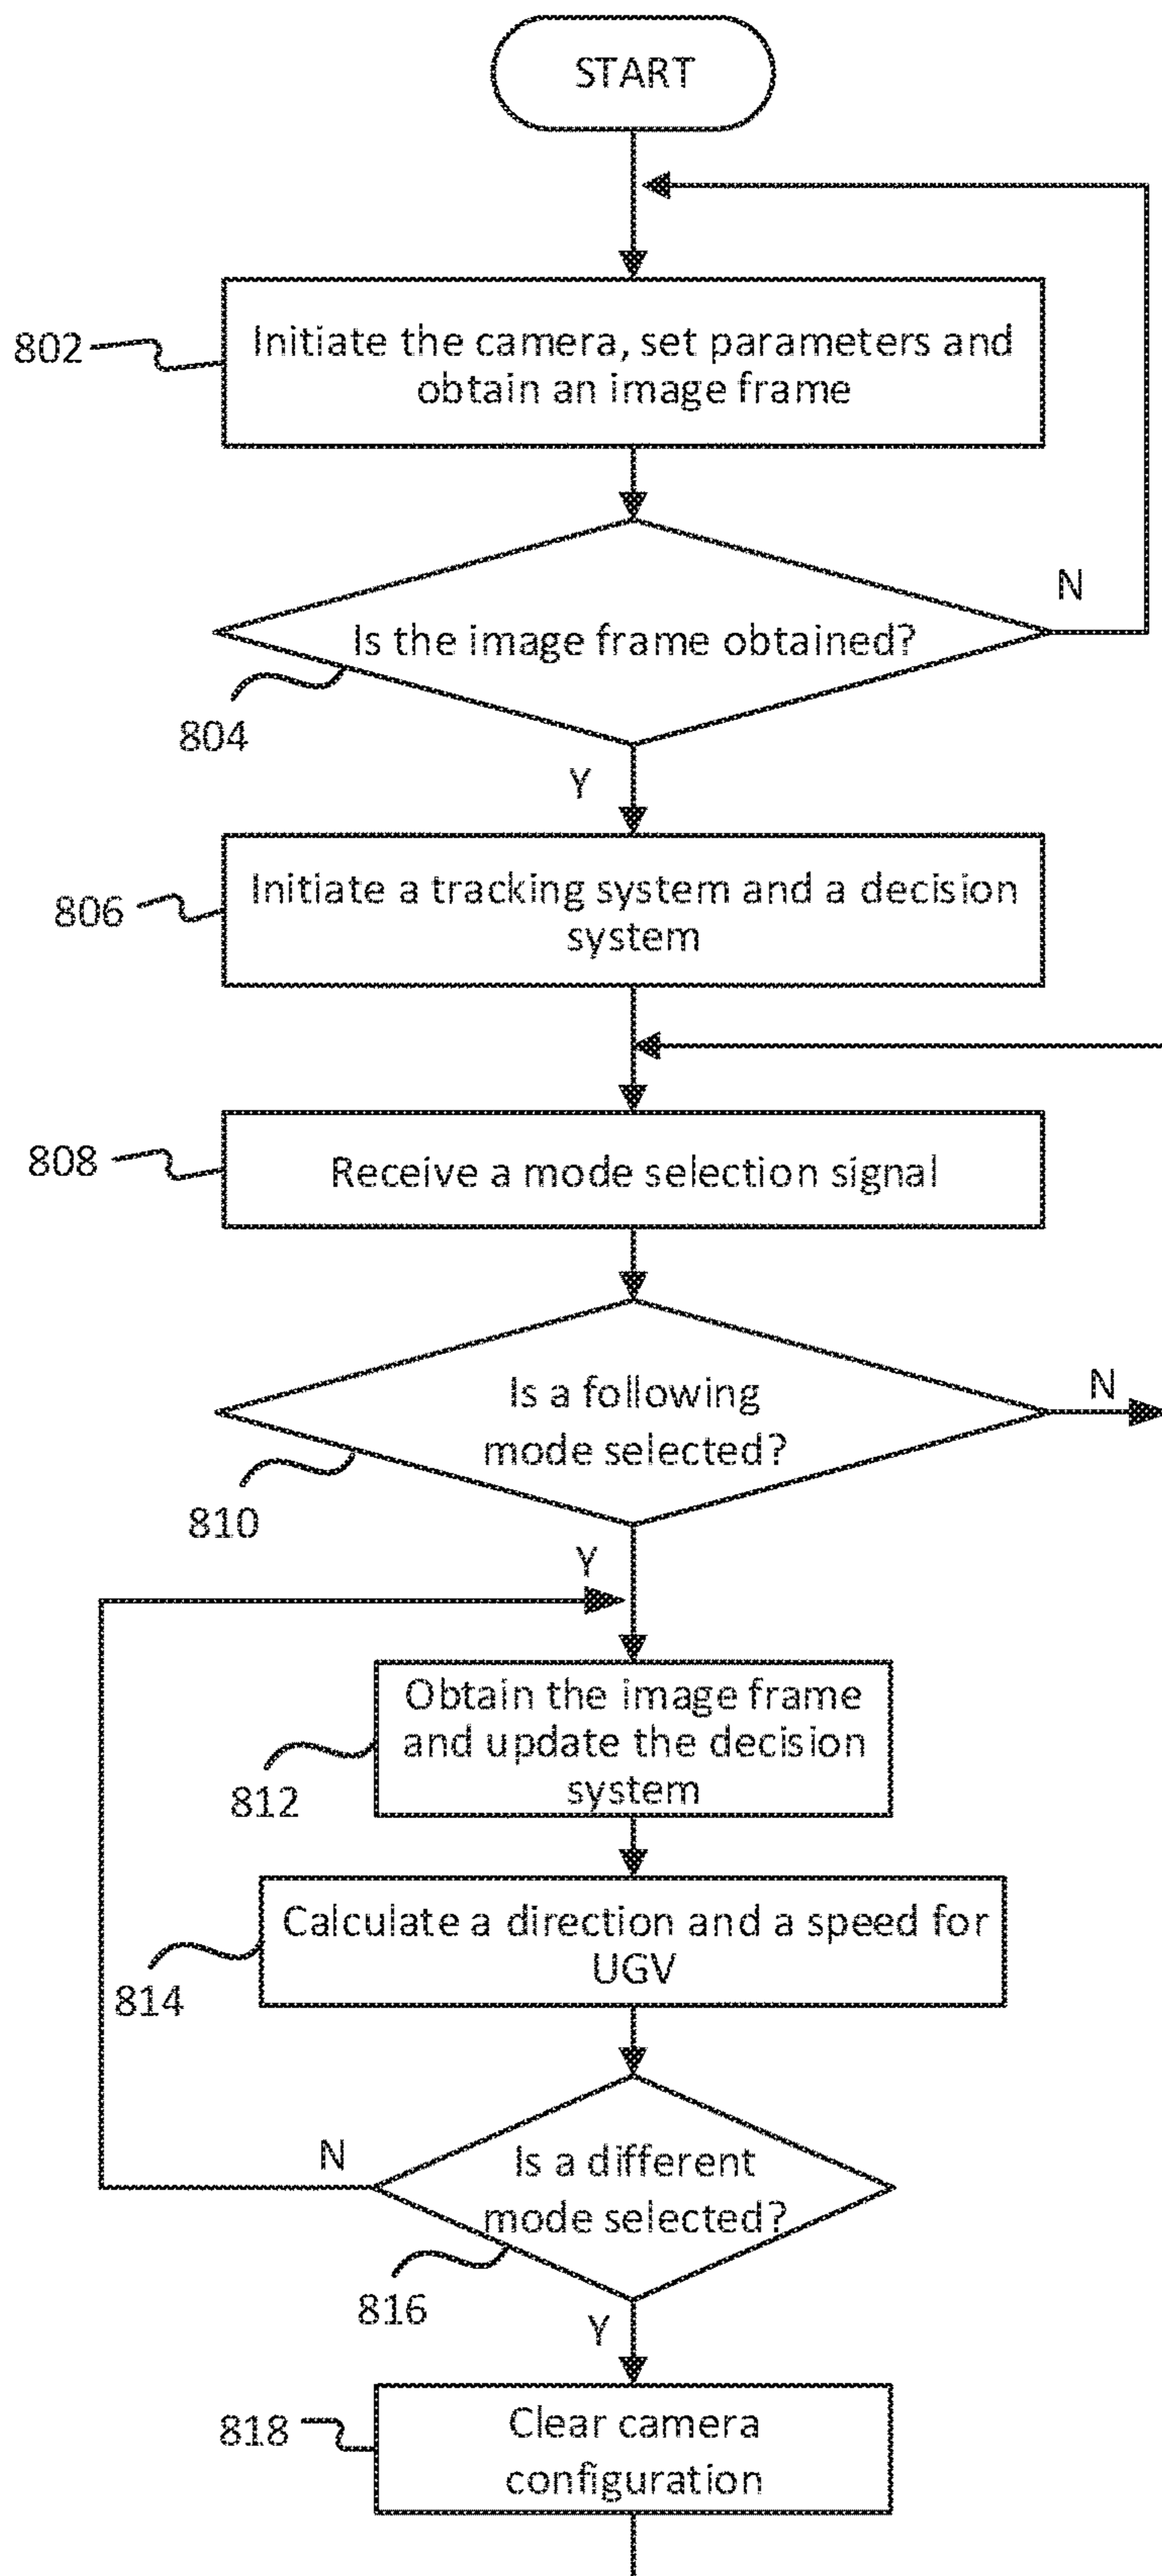 START
802
Initiate the camera, set parameters and
obtain an image frame
N
Is the image frame obtained?
804
Y
806
Initiate a tracking system and a decision
system
808
Receive a mode selection signal
N
Is a following
mode selected?
810
Y
Obtain the image frame
and update the decision
system
812
Calculate a direction and a speed for
UGV
814
N
Is a different
mode selected?
816
Y
818
Clear camera
configuration